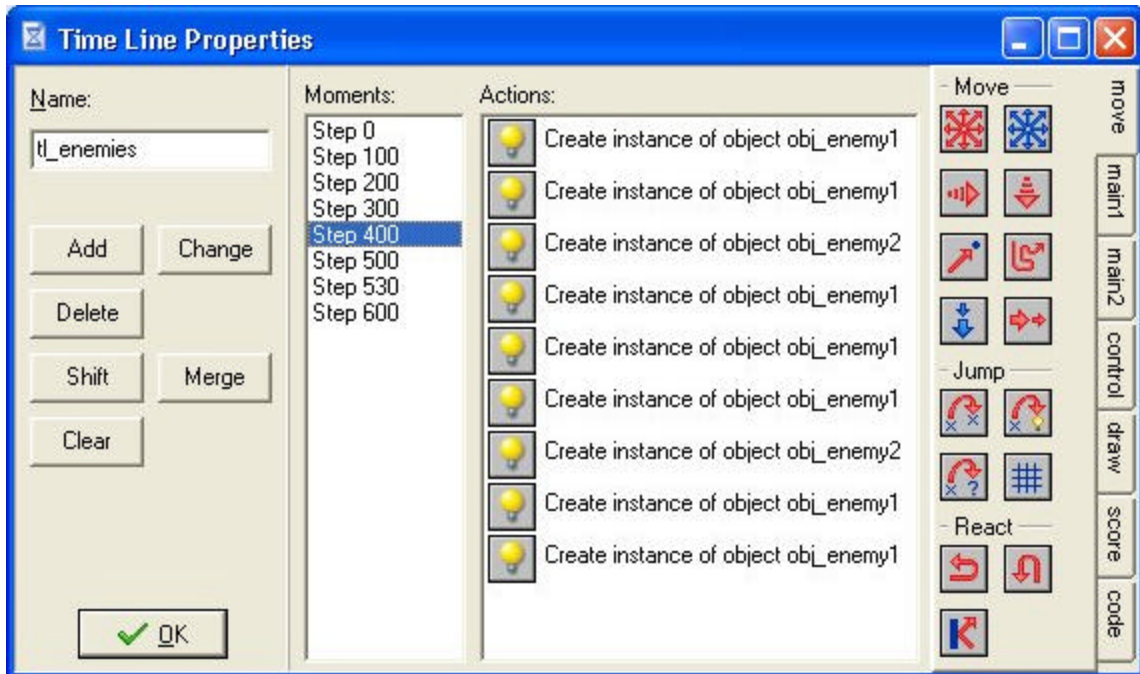 Time Line Properties
Name:
tl_enemies
Add
Change
Delete
Shift
Merge
Clear
OK
Moments:
Step 0
Step 100
Step 200
Step 300
Step 400
Step 500
Step 530
Step 600
Actions:
Create instance of object obj_enemy1
Create instance of object obj_enemy1
Create instance of object obj_enemy2
Create instance of object obj_enemy1
Create instance of object obj_enemy1
Create instance of object obj_enemy1
Create instance of object obj_enemy2
Create instance of object obj_enemy1
Create instance of object obj_enemy1
Move
Jump
React
move
main1
main2
control
draw
score
code